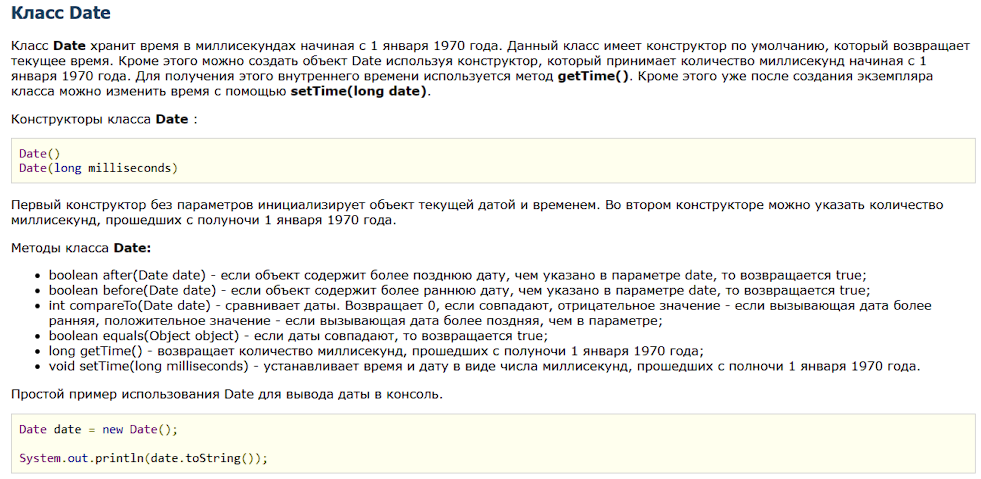 Класс Date
Класс Date хранит время в миллисекундах начиная с 1 января 1970 года. Данный класс имеет конструктор по умолчанию, который возвращает
текущее время. Кроме этого можно создать объект Date используя конструктор, который принимает количество миллисекунд начиная с 1
января 1970 года. Для получения этого внутреннего времени используется метод getTime(). Кроме этого уже после создания экземпляра
класса можно изменить время с помощью setTime(long date).
Конструкторы класса Date :
Date()
Date(long milliseconds)
Первый конструктор без параметров инициализирует объект текущей датой и временем. Во втором конструкторе можно указать количество
миллисекунд, прошедших с полуночи 1 января 1970 года.
Методы класса Date:
• boolean after(Date date) - если объект содержит более позднюю дату, чем указано в параметре date, то возвращается true;
• boolean before(Date date) - если объект содержит более раннюю дату, чем указано в параметре date, то возвращается true;
• int compareTo(Date date) - сравнивает даты. Возвращает 0, если совпадают, отрицательное значение - если вызывающая дата более
ранняя, положительное значение - если вызывающая дата более поздняя, чем в параметре;
• boolean equals(Object object) - если даты совпадают, то возвращается true;
• long getTime() - возвращает количество миллисекунд, прошедших с полуночи 1 января 1970 года;
• void setTime(long milliseconds) - устанавливает время и дату в виде числа миллисекунд, прошедших с полночи 1 января 1970 года.
Простой пример использования Date для вывода даты в консоль.
Date date = new Date();
System.out.println(date.toString());